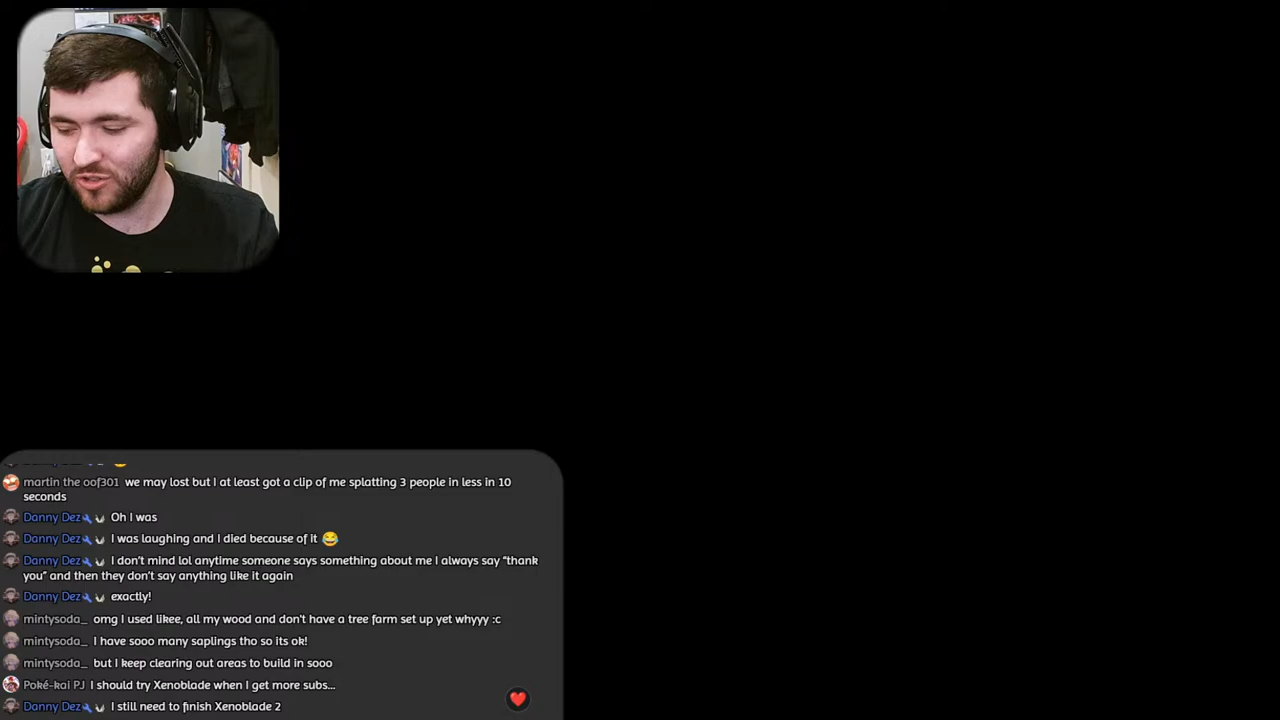 martin the oof301 we may lost but I at least got a clip of me splatting 3 people in less in 10
seconds
Danny Dez Oh I was
Danny Dez I was laughing and I died because of it 😂
Danny Dez I don't mind lol anytime someone says something about me I always say “thank
you” and then they don't say anything like it again
Danny Dez exactly!
mintysoda_ omg I used likee, all my wood and don't have a tree farm set up yet whyyy :c
mintysoda_ I have sooo many saplings tho so its ok!
mintysoda_ but I keep clearing out areas to build in sooo
Poké-kai PJ I should try Xenoblade when I get more subs...
Danny Dez I still need to finish Xenoblade 2